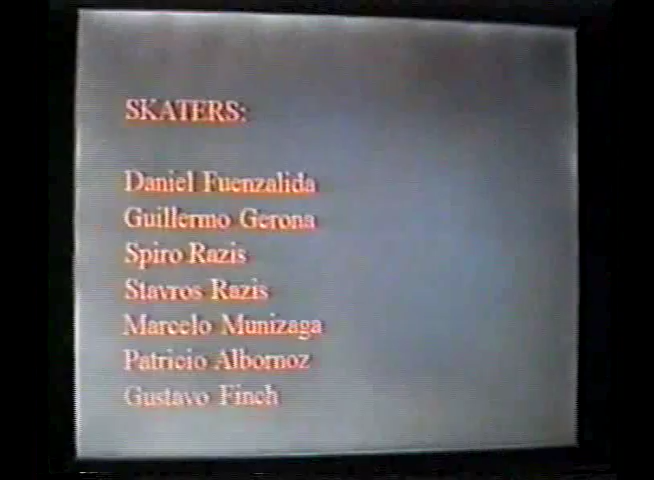 SKATERS:
Daniel Fuenzalida
Guillermo Gerona
Spiro Razis
Stavros Razis
Marcelo Munizaga
Patricio Albornoz
Gustavo Finch